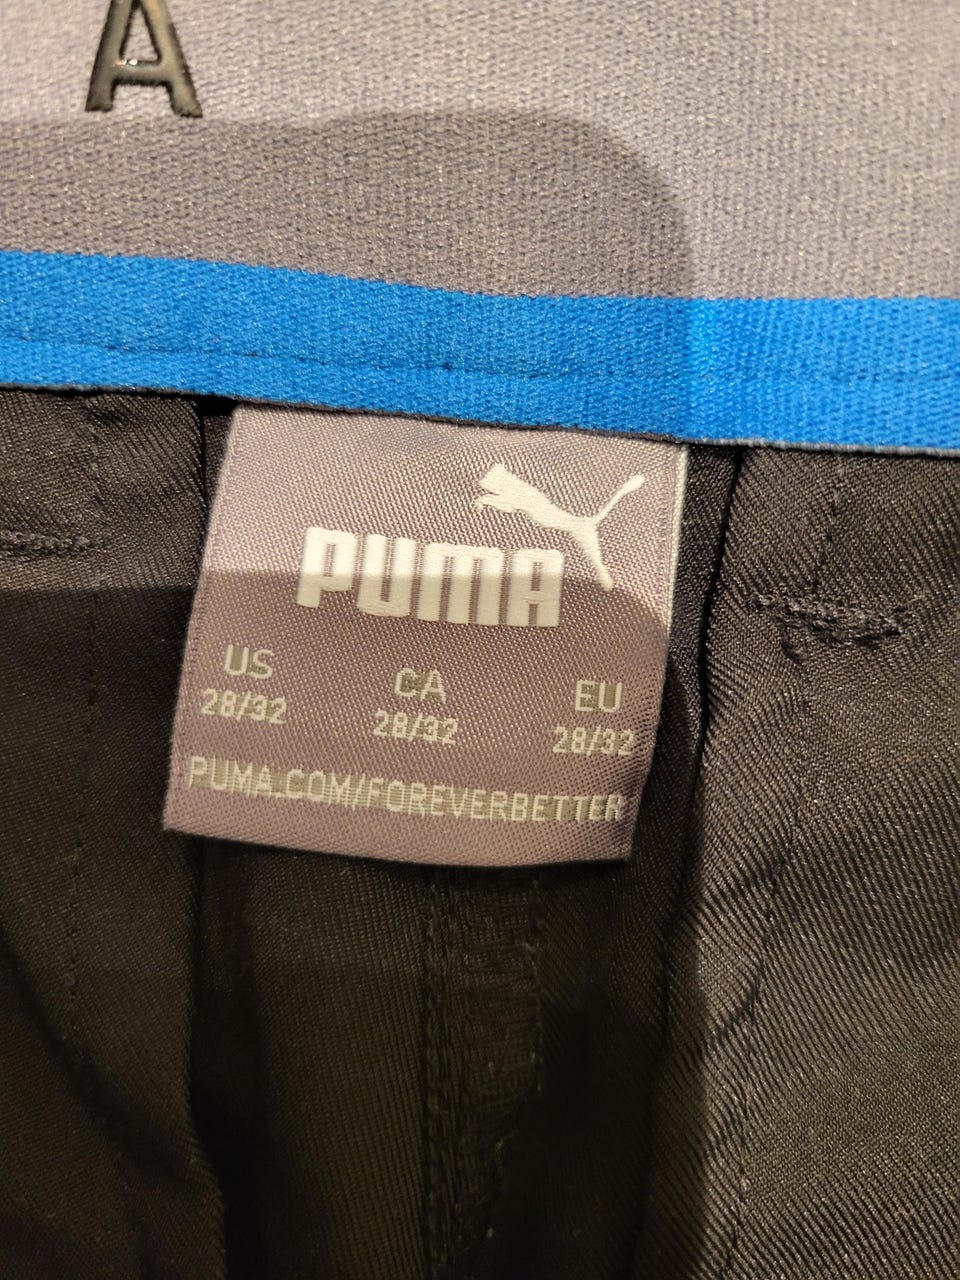 A
PUMA
US CA EU
28/32 28/32 28/32
PUMA.COM/FOREVERBETTER